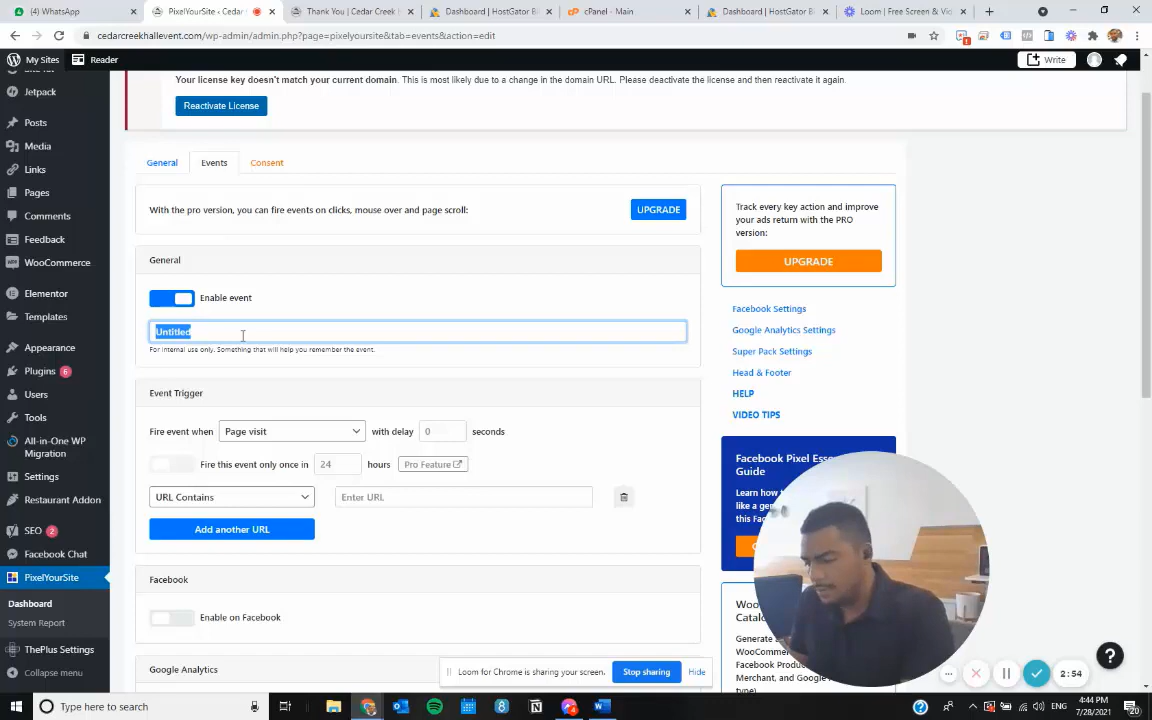 WhatsApp
PixelYourSite ‹ Cedar C
Thank You | Cedar Creek
Dashboard | HostGator Bil
cPanel - Main
Dashboard | HostGator Bil
Loom | Free Screen & Vid
cedarcreekhallevent.com/wp-admin/admin.php?page=pixelyoursite&tab=events&action=edit
My Sites
Reader
Write
Jetpack
Posts
Media
Links
Pages
Comments
Feedback
WooCommerce
Elementor
Templates
Appearance
Plugins 6
Users
Tools
All-in-One WP
Migration
Settings
Restaurant Addon
SEO 2
Facebook Chat
PixelYourSite
Dashboard
System Report
ThePlus Settings
Collapse menu
Your license key doesn't match your current domain. This is most likely due to a change in the domain URL. Please deactivate the license and then reactivate it again.
Reactivate License
General
Events
Consent
With the pro version, you can fire events on clicks, mouse over and page scroll:
UPGRADE
General
Enable event
Untitled
For internal use only. Something that will help you remember the event.
Event Trigger
Fire event when Page visit with delay 0 seconds
Fire this event only once in 24 hours Pro Feature
URL Contains
Enter URL
Add another URL
Facebook
Enable on Facebook
Google Analytics
Track every key action and improve
your ads return with the PRO
version:
UPGRADE
Facebook Settings
Google Analytics Settings
Super Pack Settings
Head & Footer
HELP
VIDEO TIPS
Facebook Pixel Esse
Guide
Learn how t
like a ge
this Fac
Woo
Catalo
Generate
WooCommerce
Facebook Produc
Merchant, and Google
type)
Loom for Chrome is sharing your screen.
Stop sharing
Hide
2:54
?
Type here to search
ENG
4:44 PM
7/28/2021
20